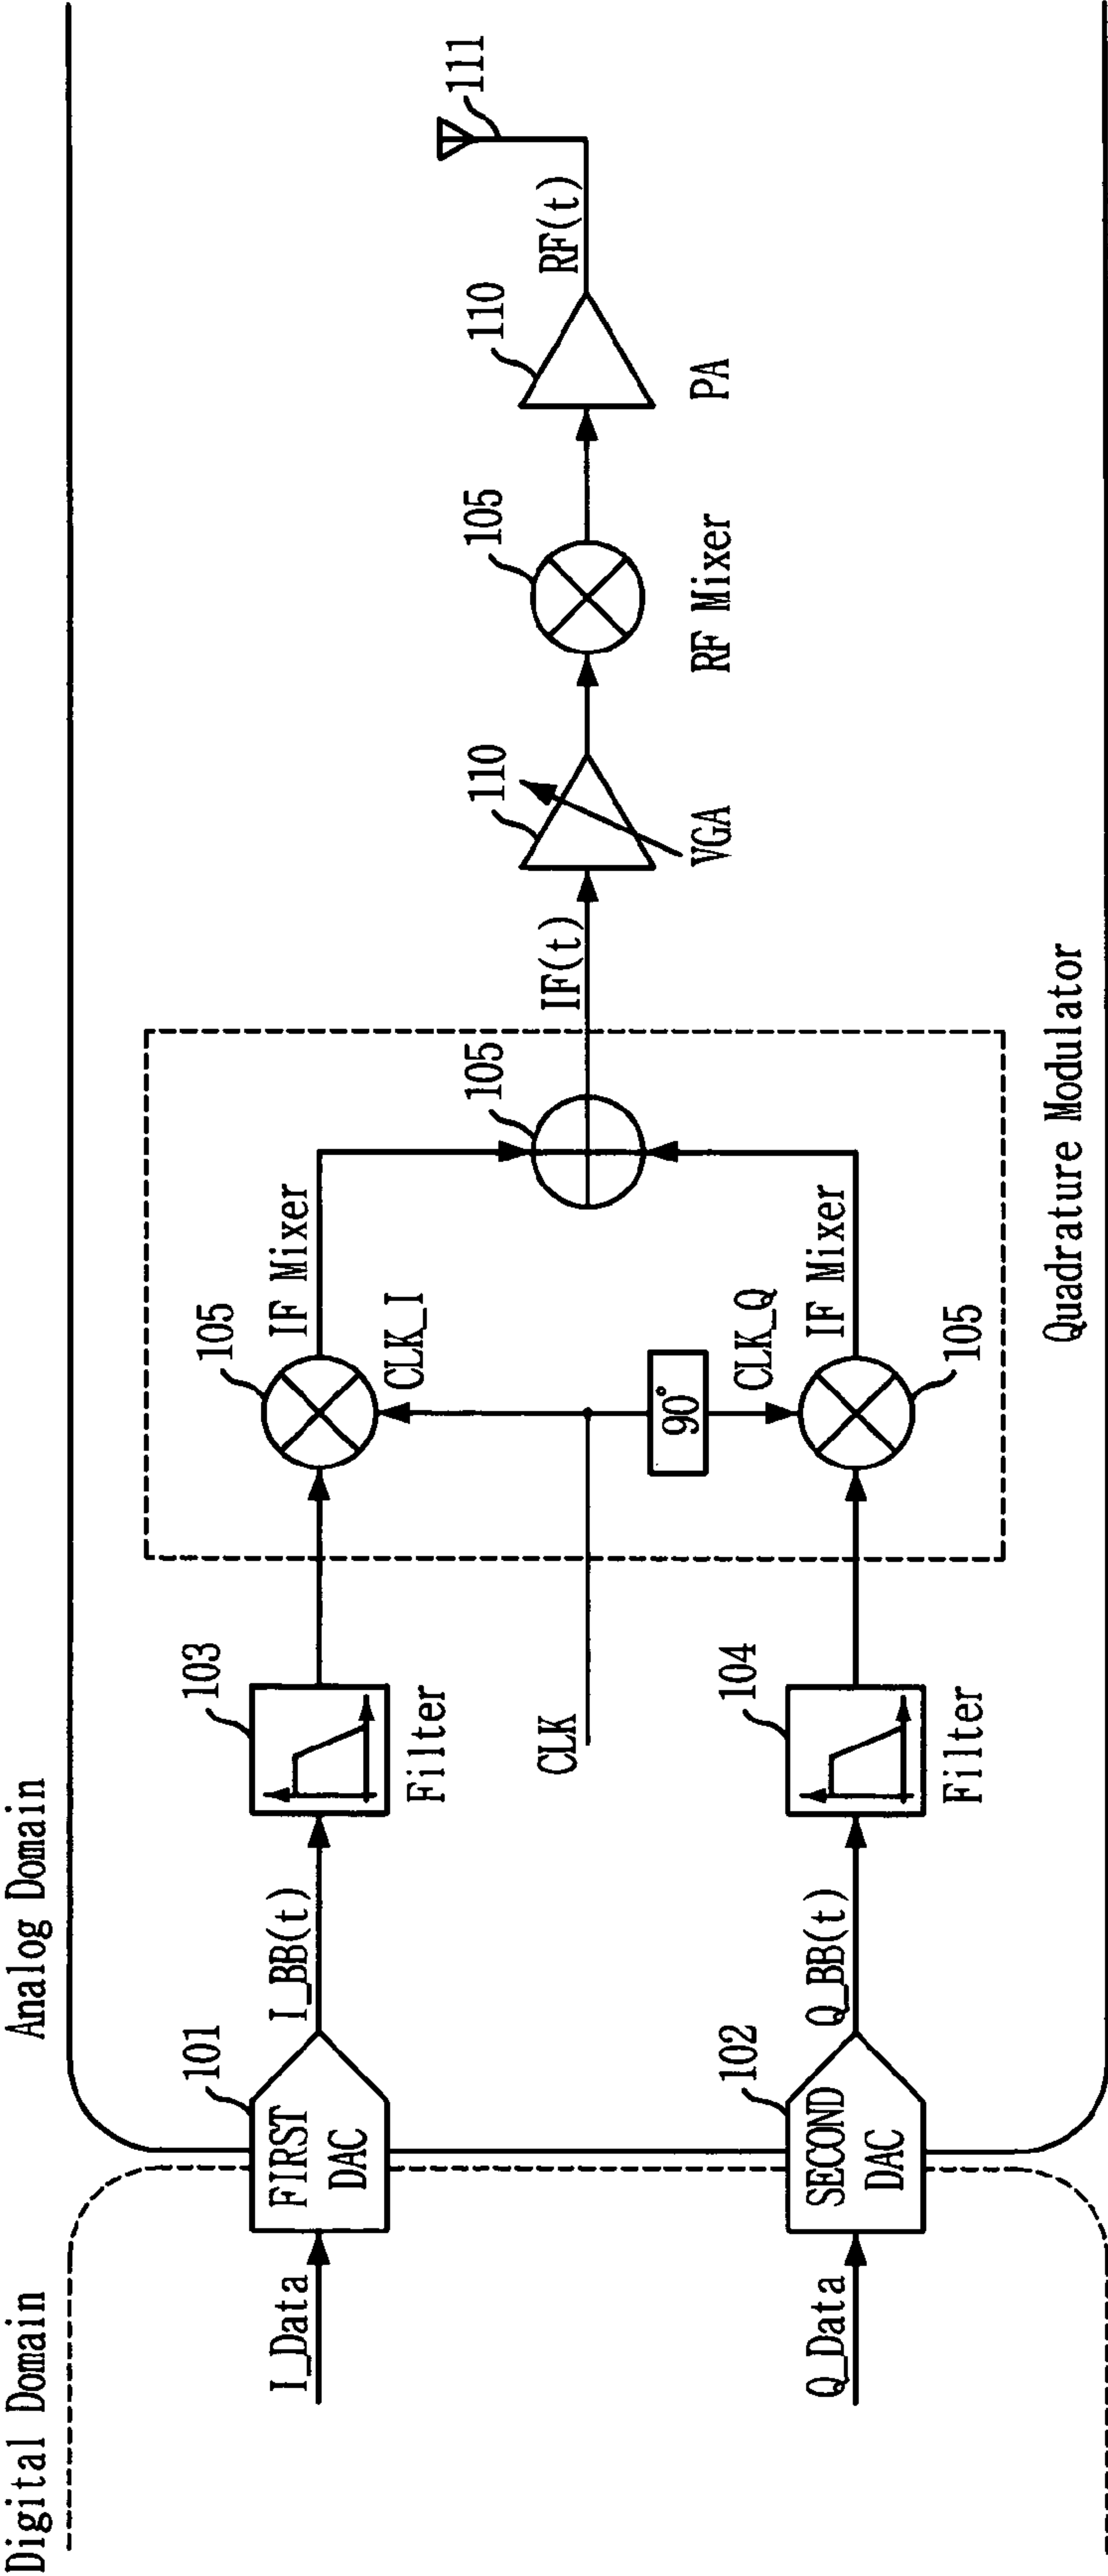 Digital Domain
Analog Domain
I_Data
FIRST
DAC
101
I_BB(t)
103
Filter
105
IF Mixer
CLK_I
CLK
90°
CLK_Q
105
IF(t)
110
VGA
105
RF Mixer
110
PA
RF(t)
111
Q_Data
SECOND
DAC
102
Q_BB(t)
104
Filter
IF Mixer
105
Quadrature Modulator